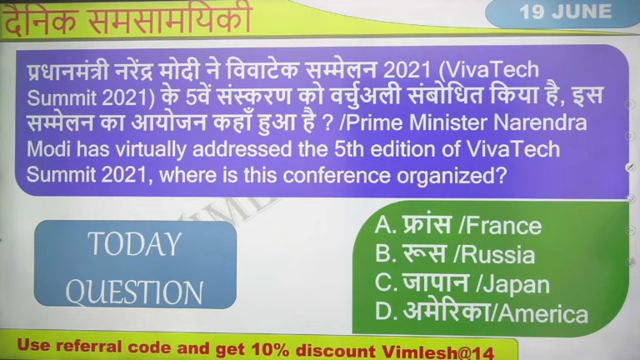 दैनिक समसामयिकी
19 JUNE
प्रधानमंत्री नरेंद्र मोदी ने विवाटेक सम्मेलन 2021 (VivaTech
Summit 2021) के 5वें संस्करण को वर्चुअली संबोधित किया है, इस
सम्मेलन का आयोजन कहाँ हुआ है ? /Prime Minister Narendra
Modi has virtually addressed the 5th edition of VivaTech
Summit 2021, where is this conference organized?
TODAY
QUESTION
A. फ्रांस /France
B. रूस /Russia
C. जापान /Japan
D. अमेरिका/America
Use referral code and get 10% discount Vimlesh@14